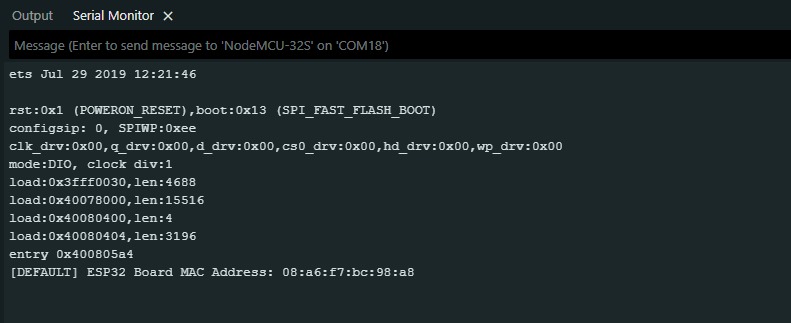 Output Serial Monitor
Message (Enter to send message to 'NodeMCU-32S' on 'COM18')
ets Jul 29 2019 12:21:46
rst:0x1 (POWERON_RESET),boot:0x13 (SPI_FAST_FLASH_BOOT)
configsip: 0, SPIWP:0xee
clk_drv:0x00,q_drv:0x00,d_drv:0x00,cs0_drv:0x00,hd_drv:0x00,wp_drv:0x00
mode:DIO, clock div:1
load:0x3fff0030,len:4688
load:0x40078000,len:15516
load:0x40080400,len:4
load:0x40080404,len:3196
entry 0x400805a4
[DEFAULT] ESP32 Board MAC Address: 08:a6:f7:bc:98:a8